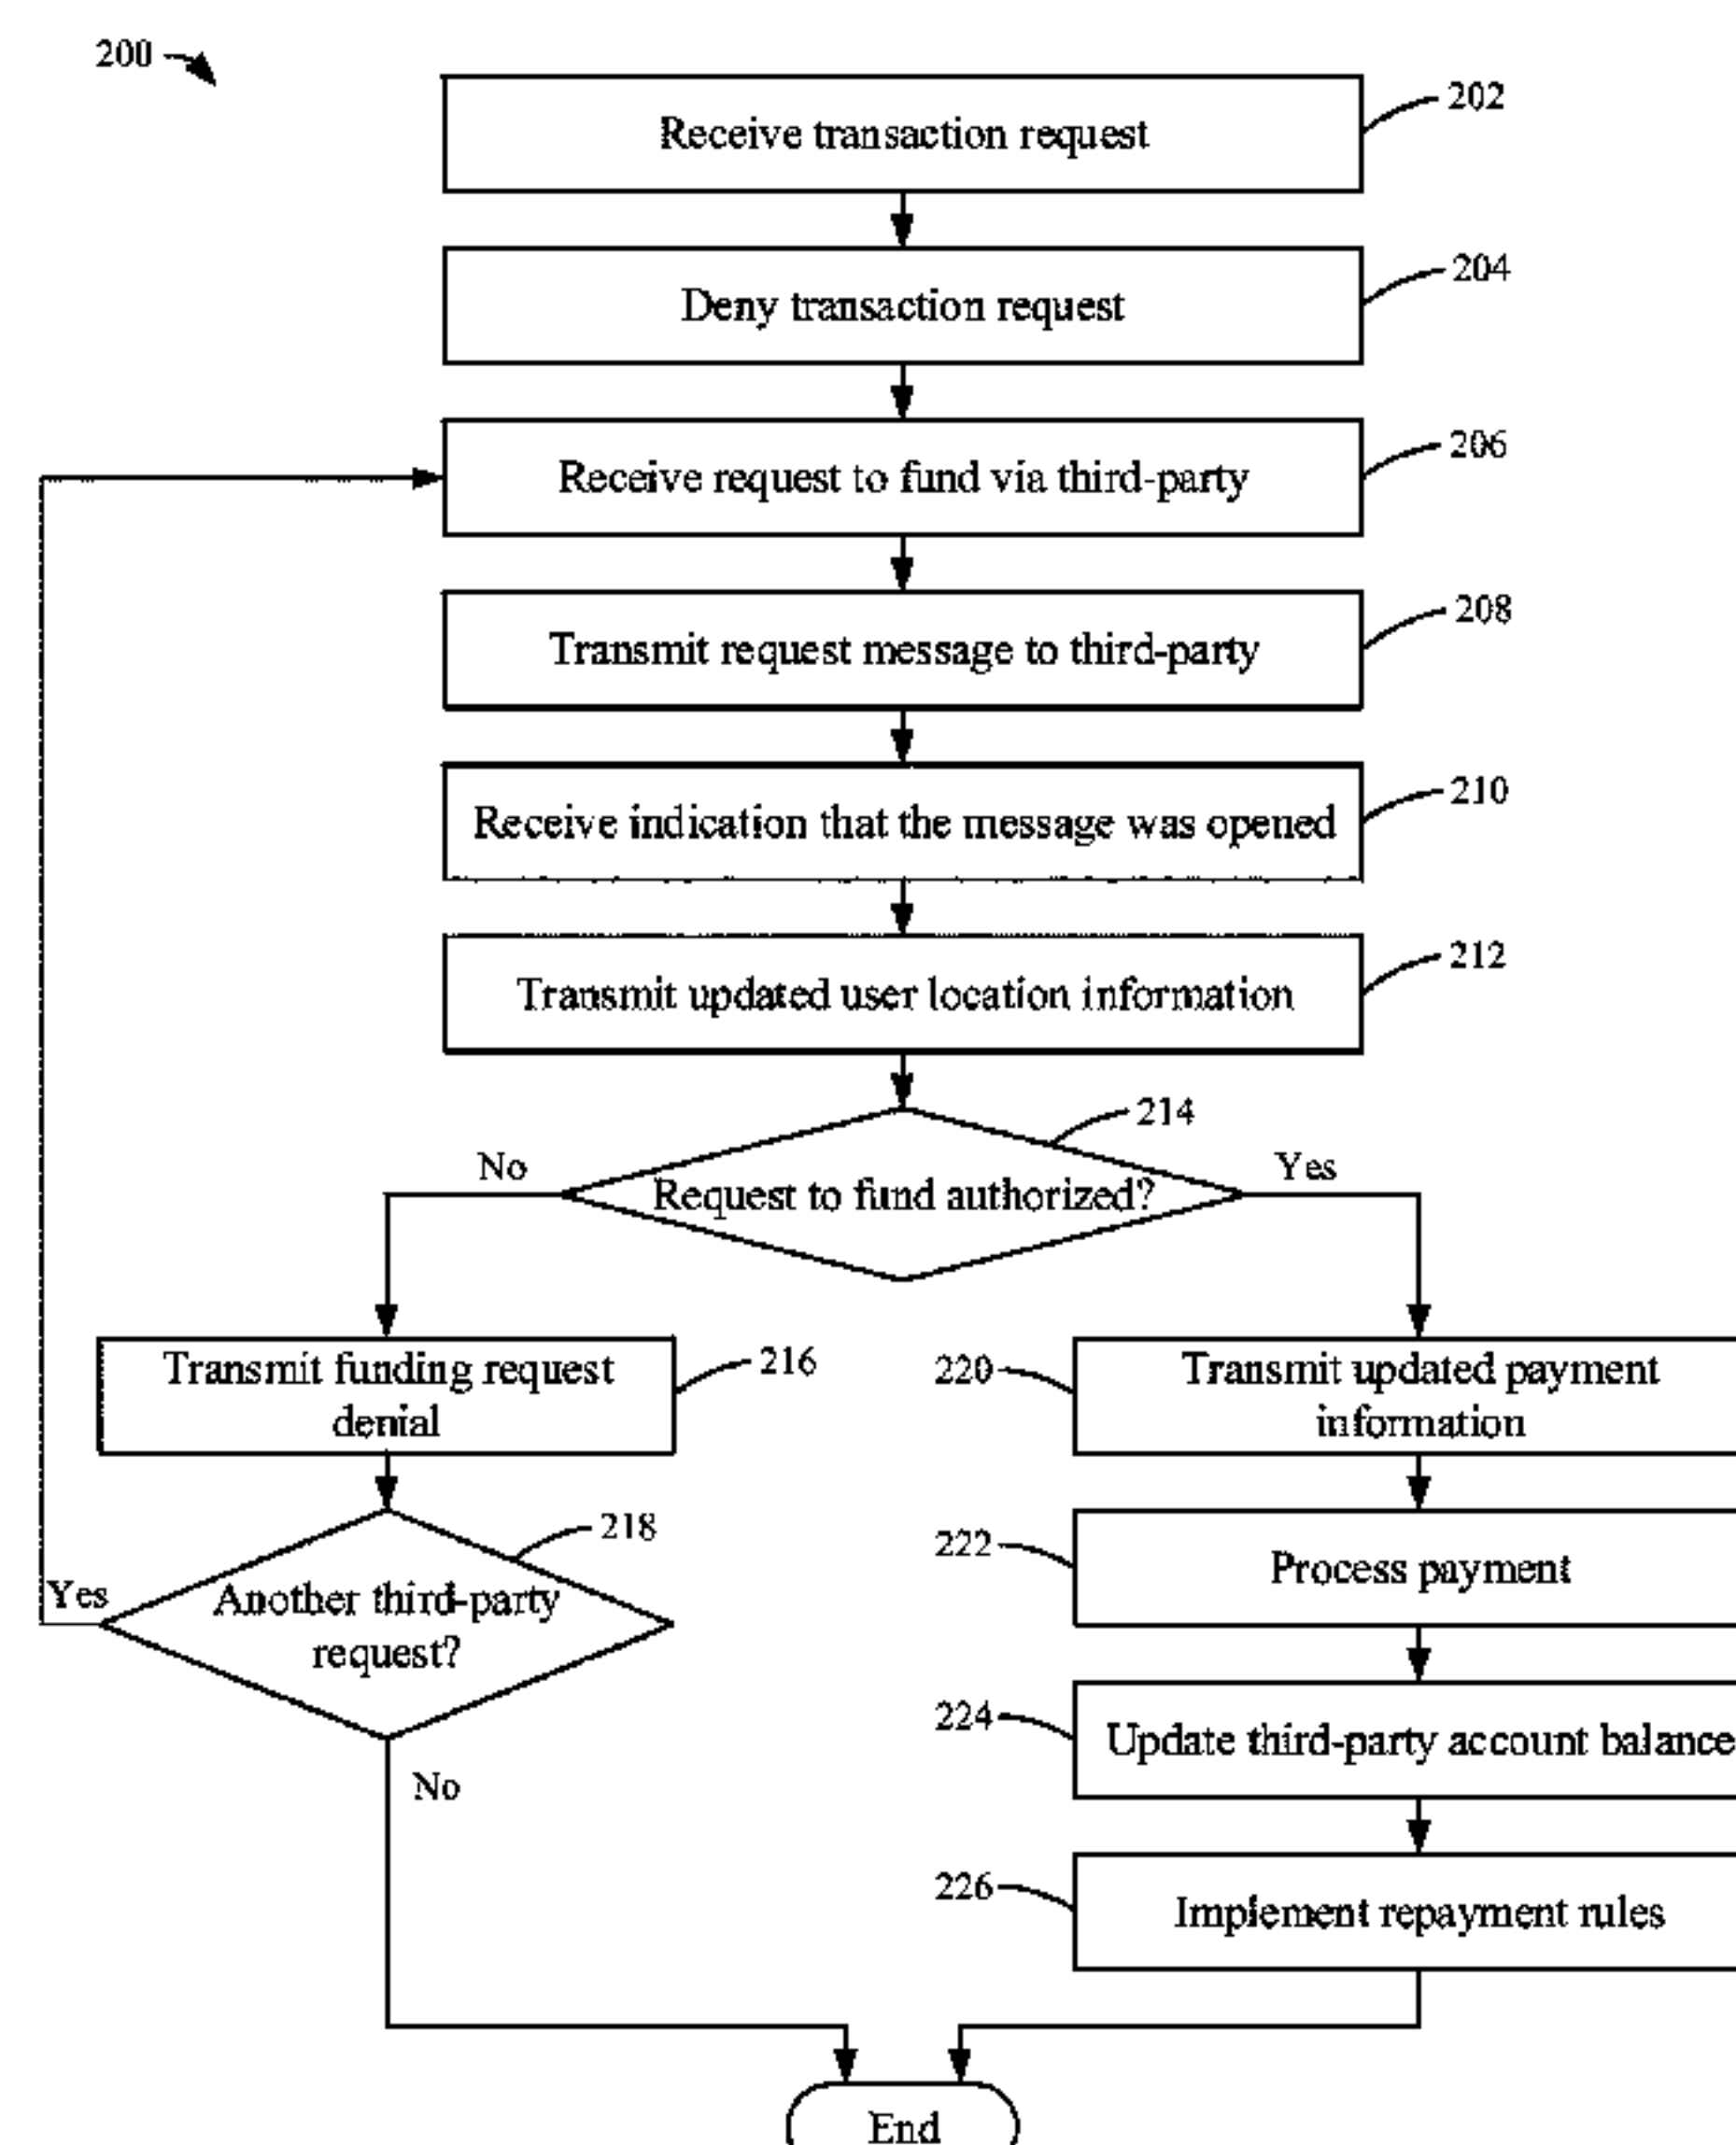 200
Receive transaction request
202
Deny transaction request
204
Receive request to fund via third-party
206
Transmit request message to third-party
208
Receive indication that the message was opened
210
Transmit updated user location information
212
214
No
Request to fund authorized?
Yes
Transmit funding request
denial
216
220
Transmit updated payment
information
218
Yes
Another third-party
request?
No
222
Process payment
224
Update third-party account balance
226
Implement repayment rules
End